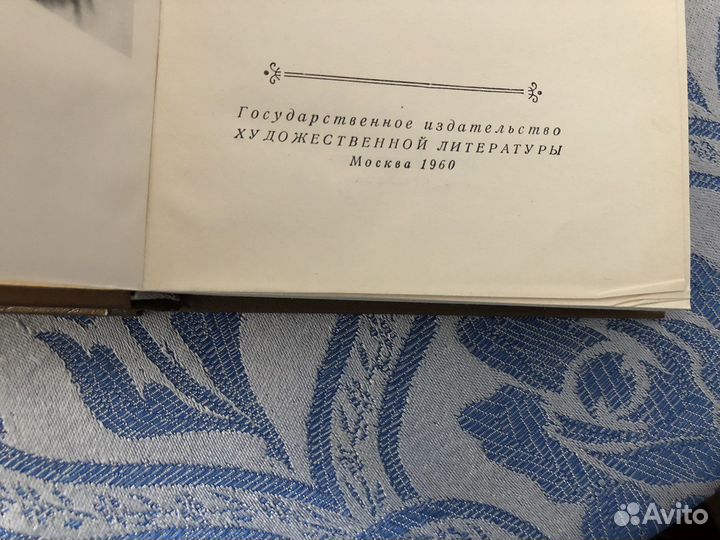 Государственное издательство
ХУДОЖЕСТВЕННОЙ ЛИТЕРАТУРЫ
Москва 1960
Avito